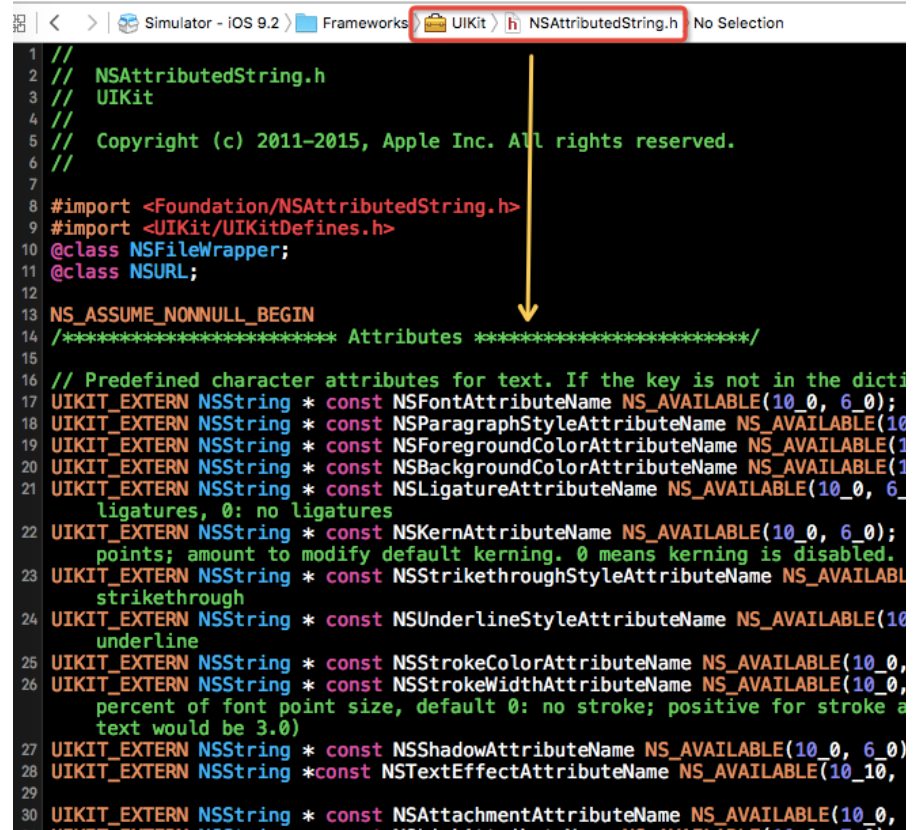 Simulator - iOS 9.2 Frameworks UIKit h NSAttributedString.h No Selection
1 //
2 // NSAttributedString.h
3 // UIKit
4 //
5 // Copyright (c) 2011-2015, Apple Inc. All rights reserved.
6 //
7
8 #import <Foundation/NSAttributedString.h>
9 #import <UIKit/UIKitDefines.h>
10 @class NSFileWrapper;
11 @class NSURL;
12
13 NS_ASSUME_NONNULL_BEGIN
14 /************************ Attributes ************************/
15
16 // Predefined character attributes for text. If the key is not in the dicti
17 UIKIT_EXTERN NSString * const NSFontAttributeName NS_AVAILABLE(10_0, 6_0);
18 UIKIT_EXTERN NSString * const NSParagraphStyleAttributeName NS_AVAILABLE(10
19 UIKIT_EXTERN NSString * const NSForegroundColorAttributeName NS_AVAILABLE(1
20 UIKIT_EXTERN NSString * const NSBackgroundColorAttributeName NS_AVAILABLE(1
21 UIKIT_EXTERN NSString * const NSLigatureAttributeName NS_AVAILABLE(10_0, 6_
ligatures, 0: no ligatures
22 UIKIT_EXTERN NSString * const NSKernAttributeName NS_AVAILABLE(10_0, 6_0);
points; amount to modify default kerning. 0 means kerning is disabled.
23 UIKIT_EXTERN NSString * const NSStrikethroughStyleAttributeName NS_AVAILABL
strikethrough
24 UIKIT_EXTERN NSString * const NSUnderlineStyleAttributeName NS_AVAILABLE(10
underline
25 UIKIT_EXTERN NSString * const NSStrokeColorAttributeName NS_AVAILABLE(10_0,
26 UIKIT_EXTERN NSString * const NSStrokeWidthAttributeName NS_AVAILABLE(10_0,
percent of font point size, default 0: no stroke; positive for stroke a
text would be 3.0)
27 UIKIT_EXTERN NSString * const NSShadowAttributeName NS_AVAILABLE(10_0, 6_0)
28 UIKIT_EXTERN NSString *const NSTextEffectAttributeName NS_AVAILABLE(10_10,
29
30 UIKIT_EXTERN NSString * const NSAttachmentAttributeName NS_AVAILABLE(10_0,